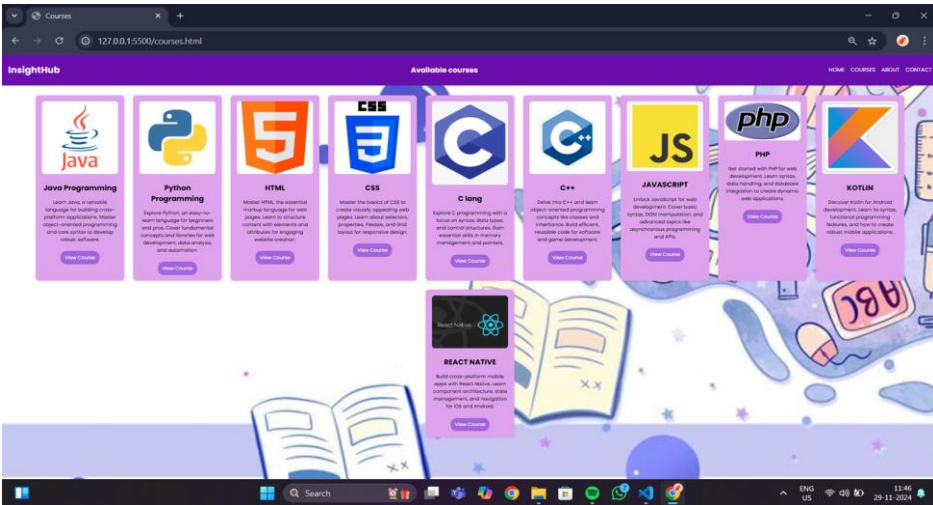 Courses
127.0.0.1:5500/courses.html
InsightHub
Available courses
HOME COURSES ABOUT CONTACT
Java
Java Programming
Learn Java, a versatile
language for building cross-
platform applications. Master
object-oriented programming
and core syntax to develop
robust software.
View Course
Python
Programming
Explore Python, an easy-to-
learn language for beginners
and pros. Cover fundamental
concepts and libraries for web
development, data analysis,
and automation.
View Course
5
HTML
Master HTML, the essential
markup language for web
pages. Learn to structure
content with elements and
attributes for engaging
website creation.
View Course
CSS
3
CSS
Master the basics of CSS to
create visually appealing web
pages. Learn about selectors,
properties, Flexbox, and Grid
layout for responsive design.
View Course
C
C lang
Explore C programming with a
focus on syntax, data types,
and control structures. Gain
essential skills in memory
management and pointers.
View Course
C++
C++
Delve into C++ and learn
object-oriented programming
concepts like classes and
inheritance. Build efficient,
reusable code for software
and game development.
View Course
JS
JAVASCRIPT
Unlock JavaScript for web
development. Cover basic
syntax, DOM manipulation, and
advanced topics like
asynchronous programming
and APIs.
View Course
php
PHP
Get started with PHP for web
development. Learn syntax,
data handling, and database
integration to create dynamic
web applications.
View Course
KOTLIN
Discover Kotlin for Android
development. Learn to syntax,
functional programming
features, and how to create
robust mobile applications.
View Course
React Native
REACT NATIVE
Build cross-platform mobile
apps with React Native. Learn
component architecture, state
management, and navigation
for iOS and Android.
View Course
ABC
Search
ENG
US
11:46
29-11-2024